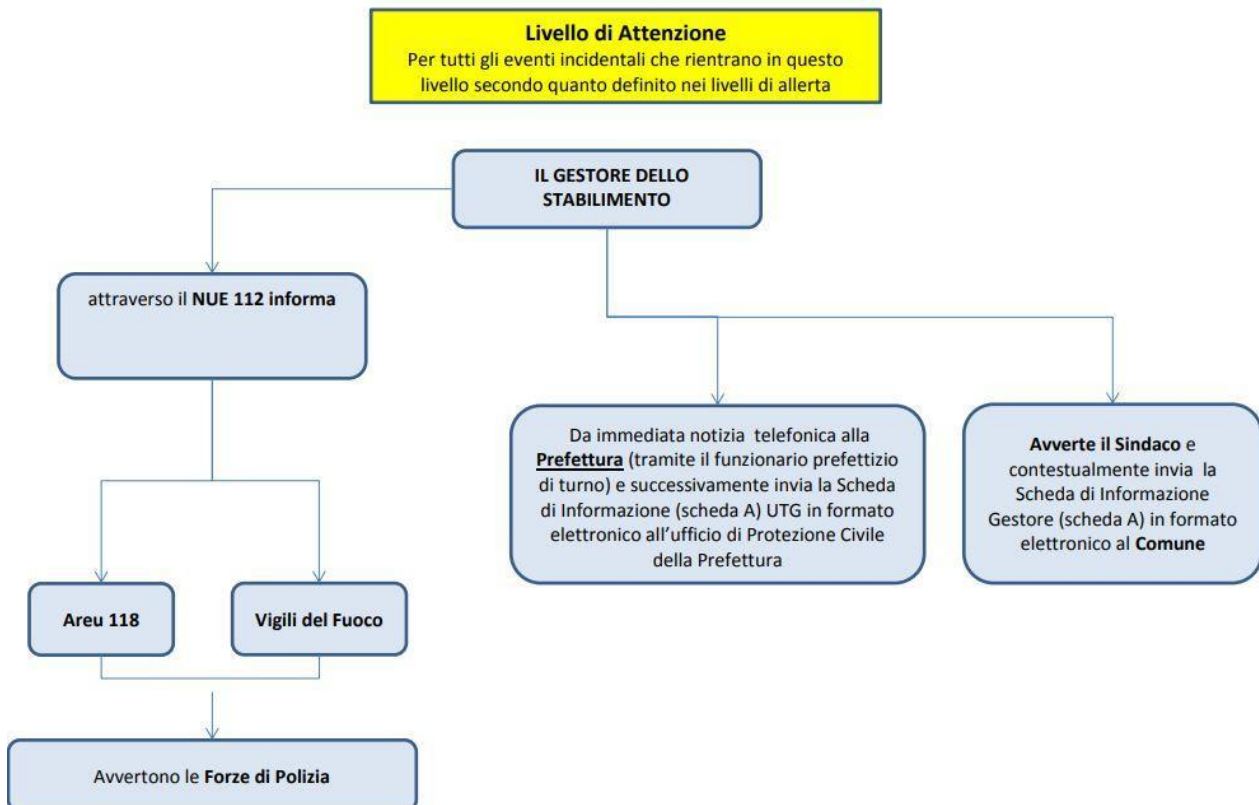 Livello di Attenzione
Per tutti gli eventi incidentali che rientrano in questo
livello secondo quanto definito nei livelli di allerta
IL GESTORE DELLO
STABILIMENTO
attraverso il NUE 112 informa
Da immediata notizia telefonica alla
Prefettura (tramite il funzionario prefettizio
di turno) e successivamente invia la Scheda
di Informazione (scheda A) UTG in formato
elettronico all'ufficio di Protezione Civile
della Prefettura
Avverte il Sindaco e
contestualmente invia la
Scheda di Informazione
Gestore (scheda A) in formato
elettronico al Comune
Areu 118
Vigili del Fuoco
Avvertono le Forze di Polizia